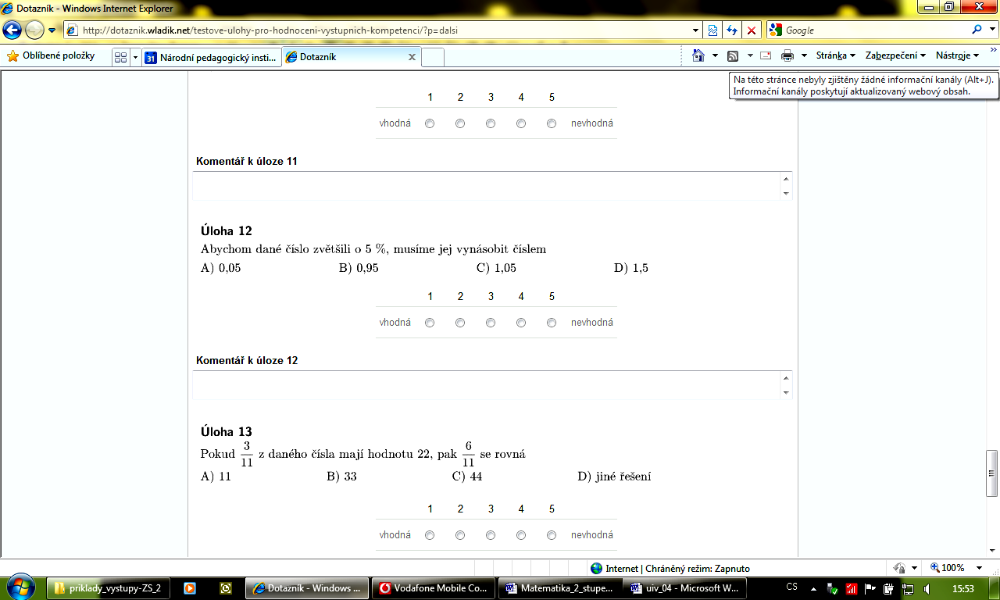 Dotazník - Windows Internet Explorer
http://dotaznik.wladik.net/testove-ulohy-pro-hodnoceni-vystupnich-kompetenci/?p=dalsi
Google
Oblíbené položky
31 Národní pedagogický insti...
Dotazník
Stránka
Zabezpečení
Nástroje
Na této stránce nebyly zjištěny žádné informační kanály (Alt+J).
Informační kanály poskytují aktualizovaný webový obsah.
1 2 3 4 5
vhodná nevhodná
Komentář k úloze 11
Úloha 12
Abychom dané číslo zvětšili o 5 %, musíme jej vynásobit číslem
A) 0,05 B) 0,95 C) 1,05 D) 1,5
1 2 3 4 5
vhodná nevhodná
Komentář k úloze 12
Úloha 13
Pokud 3/11 z daného čísla mají hodnotu 22, pak 6/11 se rovná
A) 11 B) 33 C) 44 D) jiné řešení
1 2 3 4 5
vhodná nevhodná
Internet | Chráněný režim: Zapnuto
100%
priklady_vystupy-ZS_2
Dotazník - Windows ...
Vodafone Mobile Co...
Matematika_2_stupe...
uiv_04 - Microsoft W...
CS
15:53